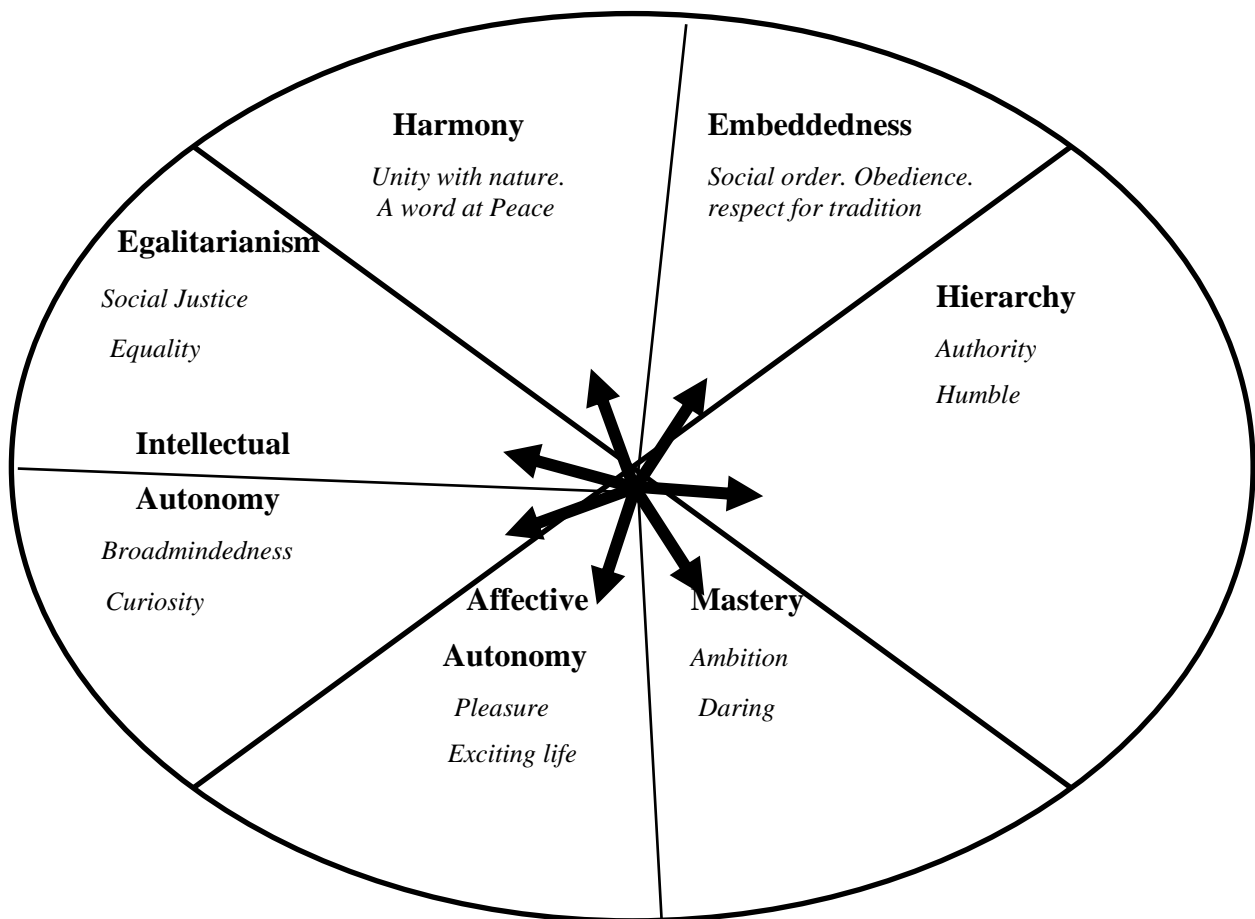 Harmony
Unity with nature.
A word at Peace
Embeddedness
Social order. Obedience.
respect for tradition
Egalitarianism
Social Justice
Equality
Hierarchy
Authority
Humble
Intellectual
Autonomy
Broadmindedness
Curiosity
Affective
Autonomy
Pleasure
Exciting life
Mastery
Ambition
Daring